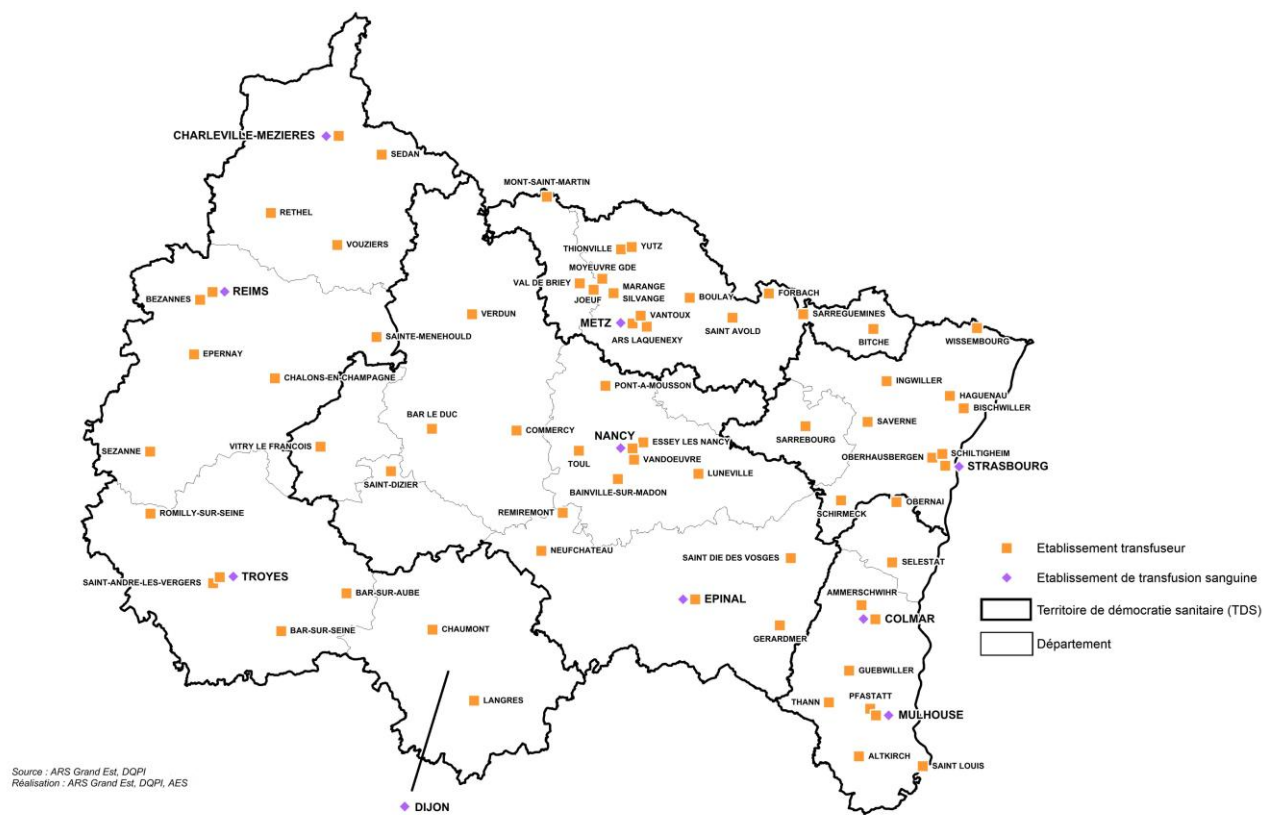 CHARLEVILLE-MEZIERES
SEDAN
MONT-SAINT-MARTIN
RETHEL
VOUZIERS
THIONVILLE
YUTZ
MOYEUVRE GDE
VAL DE BRIEY
MARANGE
SILVANGE
JOEUF
BOULAY
FORBACH
REIMS
BEZANNES
VERDUN
VANTOUX
METZ
SAINT AVOLD
SARREGUEMINES
ARS LAQUENEXY
BITCHE
WISSEMBOURG
SAINTE-MENEHOULD
EPERNAY
CHALONS-EN-CHAMPAGNE
PONT-A-MOUSSON
INGWILLER
HAGUENAU
BISCHWILLER
BAR LE DUC
COMMERCY
SAVERNE
SARREBOURG
NANCY
ESSEY LES NANCY
VITRY LE FRANCOIS
SEZANNE
TOUL
VANDOEUVRE
SCHILTIGHEIM
OBERHAUSBERGEN
STRASBOURG
SAINT-DIZIER
BAINVILLE-SUR-MADON
LUNEVILLE
ROMILLY-SUR-SEINE
REMIREMONT
SCHIRMECK
OBERNAI
NEUFCHATEAU
SAINT DIE DES VOSGES
SELESTAT
SAINT-ANDRE-LES-VERGERS
TROYES
BAR-SUR-AUBE
EPINAL
AMMERSCHWIHR
COLMAR
BAR-SUR-SEINE
CHAUMONT
GERARDMER
GUEBWILLER
LANGRES
THANN
PFASTATT
MULHOUSE
ALTKIRCH
SAINT LOUIS
DIJON
Etablissement transfuseur
Etablissement de transfusion sanguine
Territoire de démocratie sanitaire (TDS)
Département
Source : ARS Grand Est, DQPI
Réalisation : ARS Grand Est, DQPI, AES